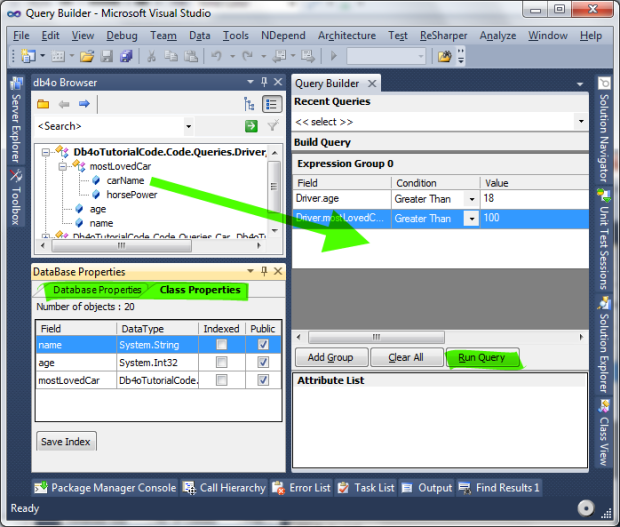 Query Builder - Microsoft Visual Studio
File Edit View Debug Team Data Tools NDepend Architecture Test ReSharper Analyze Window Help
Server Explorer
Toolbox
db4o Browser
<Search>
Db4oTutorialCode.Code.Queries.Driver,
mostLovedCar
carName
horsePower
age
name
Db4oTutorialCode.Code.Queries.Car, Db4oTu
DataBase Properties
Database Properties Class Properties
Number of objects : 20
Field DataType Indexed Public
name System.String
age System.Int32
mostLovedCar Db4oTutorialCode.
Save Index
Query Builder
Recent Queries
<< select >>
Build Query
Expression Group 0
Field Condition Value
Driver.age Greater Than 18
Driver.mostLovedC... Greater Than 100
Add Group Clear All Run Query
Attribute List
Solution Navigator
Unit Test Sessions
Solution Explorer
Class View
Package Manager Console Call Hierarchy Error List Task List Output Find Results 1
Ready